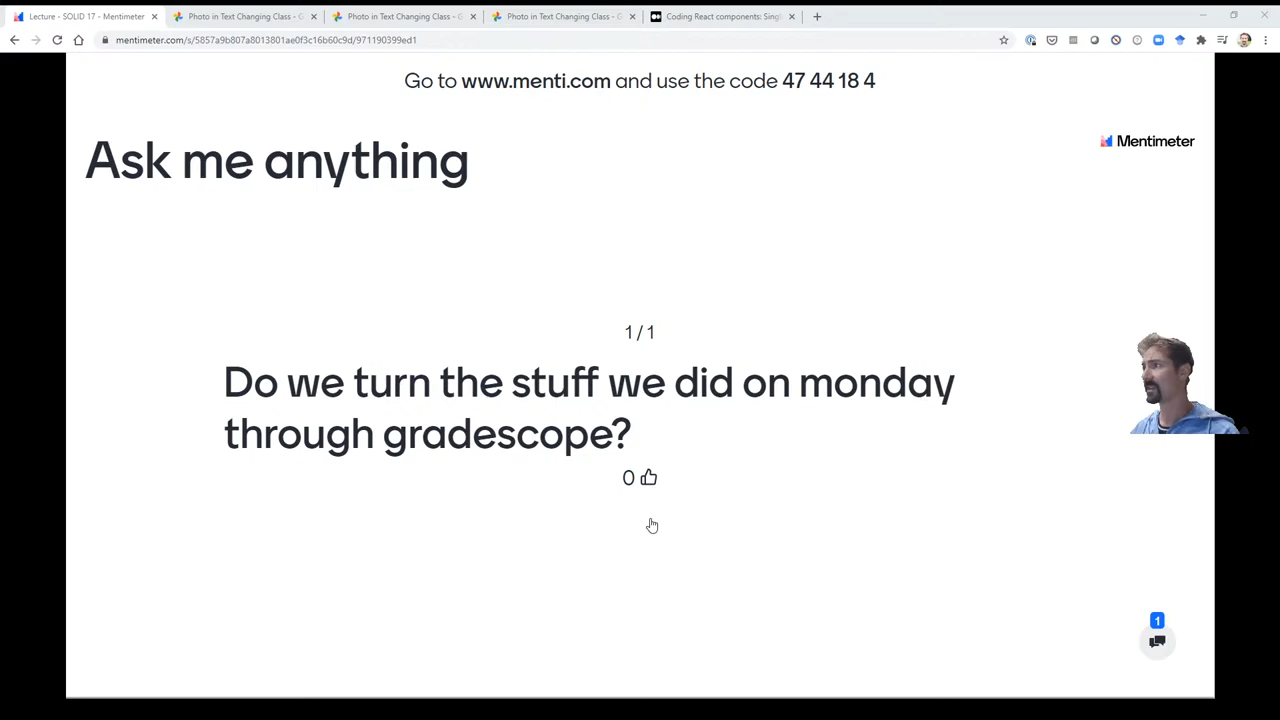 Lecture - SOLID 17 - Mentimeter
Photo in Text Changing Class - G
Photo in Text Changing Class - G
Photo in Text Changing Class - G
Coding React components: Singl
mentimeter.com/s/5857a9b807a8013801ae0f3c16b60c9d/971190399ed1
Go to www.menti.com and use the code 47 44 18 4
Mentimeter
Ask me anything
1 / 1
Do we turn the stuff we did on monday
through gradescope?
0
1